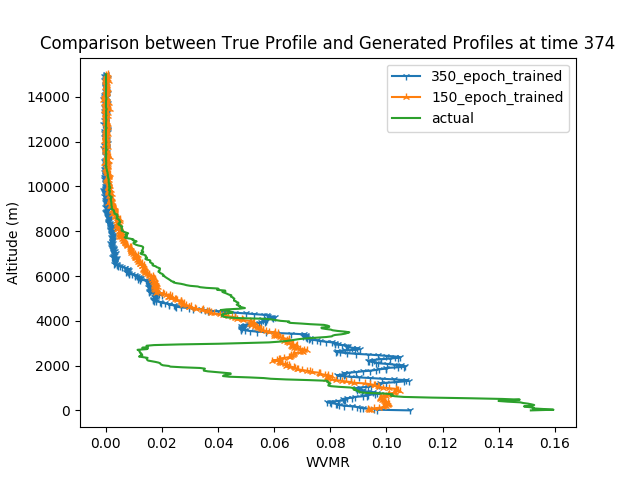 Comparison between True Profile and Generated Profiles at time 374
350_epoch_trained
150_epoch_trained
actual
Altitude (m)
14000
12000
10000
8000
6000
4000
2000
0
0.00 0.02 0.04 0.06 0.08 0.10 0.12 0.14 0.16
WVMR